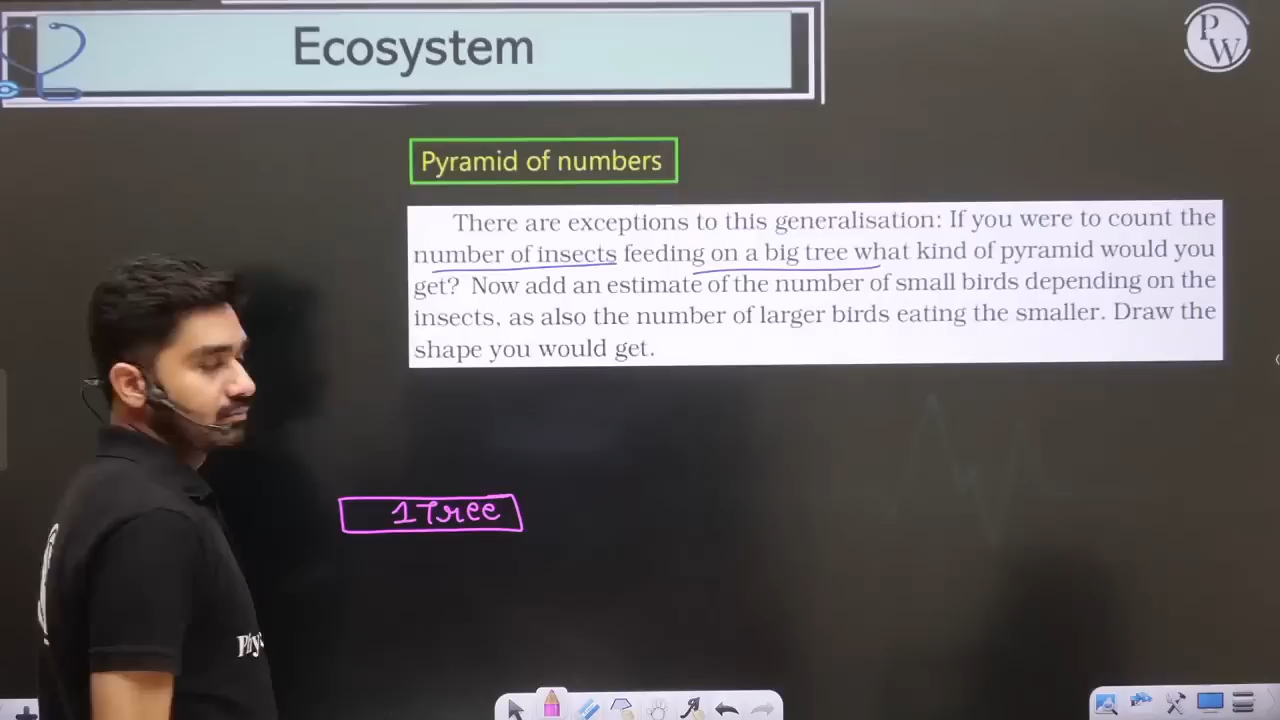 Ecosystem
PW
Pyramid of numbers
There are exceptions to this generalisation: If you were to count the
number of insects feeding on a big tree what kind of pyramid would you
get? Now add an estimate of the number of small birds depending on the
insects, as also the number of larger birds eating the smaller. Draw the
shape you would get.
1 Tree